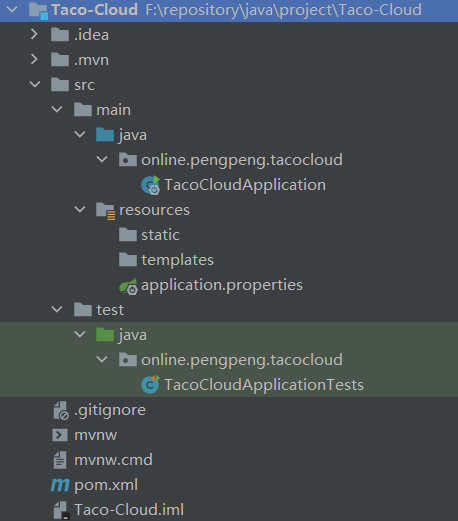 Taco-Cloud F:\repository\java\project\Taco-Cloud
.idea
.mvn
src
main
java
online.pengpeng.tacocloud
TacoCloudApplication
resources
static
templates
application.properties
test
java
online.pengpeng.tacocloud
TacoCloudApplicationTests
.gitignore
mvnw
mvnw.cmd
pom.xml
Taco-Cloud.iml